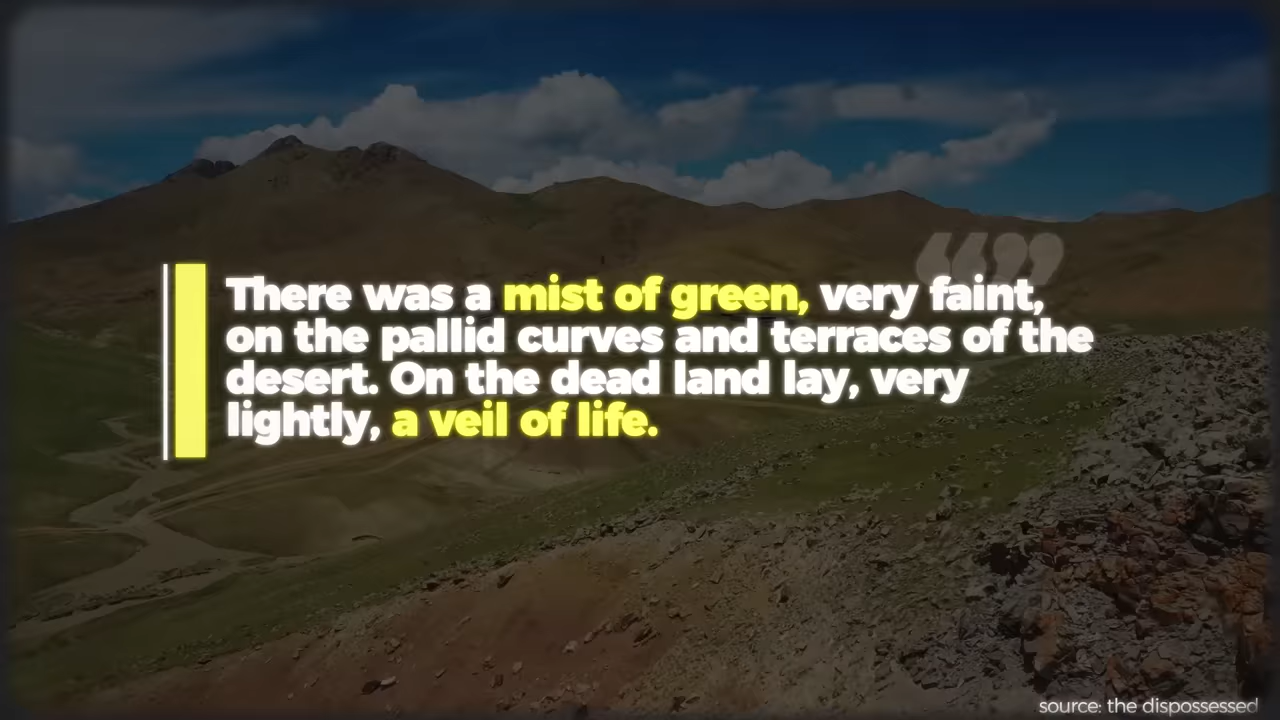 There was a mist of green, very faint,
on the pallid curves and terraces of the
desert. On the dead land lay, very
lightly, a veil of life.
source: the dispossessed